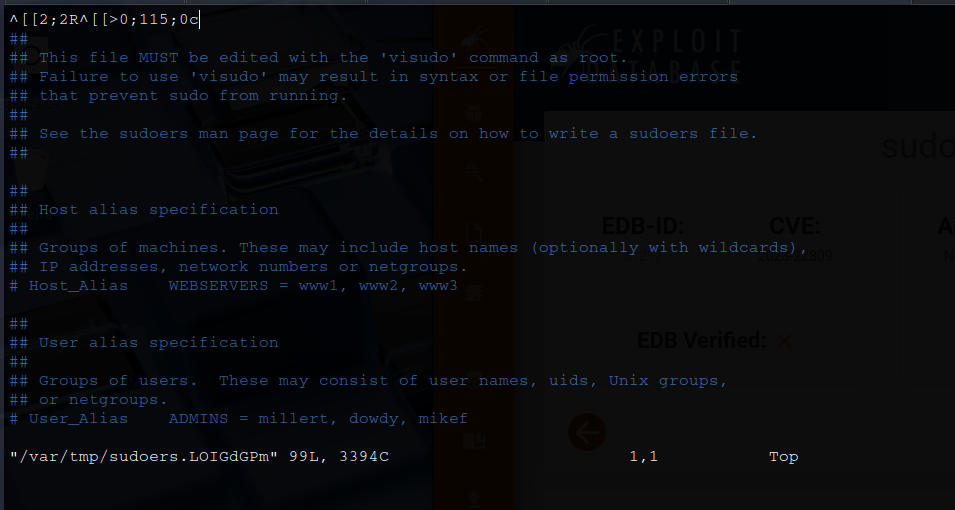 ^[[2;2R^[[>0;115;0c
##
## This file MUST be edited with the 'visudo' command as root.
## Failure to use 'visudo' may result in syntax or file permission errors
## that prevent sudo from running.
##
## See the sudoers man page for the details on how to write a sudoers file.
##
##
## Host alias specification
##
## Groups of machines. These may include host names (optionally with wildcards),
## IP addresses, network numbers or netgroups.
# Host_Alias    WEBSERVERS = www1, www2, www3
##
## User alias specification
##
## Groups of users.  These may consist of user names, uids, Unix groups,
## or netgroups.
# User_Alias    ADMINS = millert, dowdy, mikef
"/var/tmp/sudoers.LOIGdGPm" 99L, 3394C    1,1    Top
EXPLOIT
DATABASE
sudo
EDB-ID:    CVE:
EDB Verified: